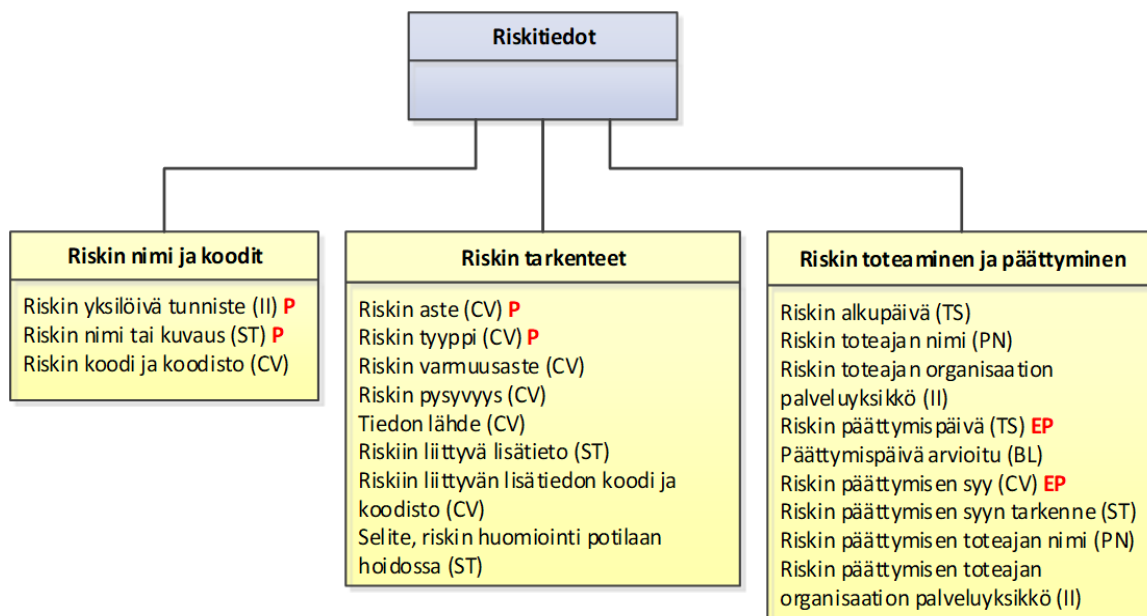 Riskitiedot
Riskin nimi ja koodit
Riskin yksilöivä tunniste (II) P
Riskin nimi tai kuvaus (ST) P
Riskin koodi ja koodisto (CV)
Riskin tarkenteet
Riskin aste (CV) P
Riskin tyyppi (CV) P
Riskin varmuusaste (CV)
Riskin pysyvyys (CV)
Tiedon lähde (CV)
Riskiin liittyvä lisätieto (ST)
Riskiin liittyvän lisätiedon koodi ja
koodisto (CV)
Selite, riskin huomiointi potilaan
hoidossa (ST)
Riskin toteaminen ja päättyminen
Riskin alkupäivä (TS)
Riskin toteajan nimi (PN)
Riskin toteajan organisaation
palveluyksikkö (II)
Riskin päättymispäivä (TS) EP
Päättymispäivä arvioitu (BL)
Riskin päättymisen syy (CV) EP
Riskin päättymisen syyn tarkenne (ST)
Riskin päättymisen toteajan nimi (PN)
Riskin päättymisen toteajan
organisaation palveluyksikkö (II)